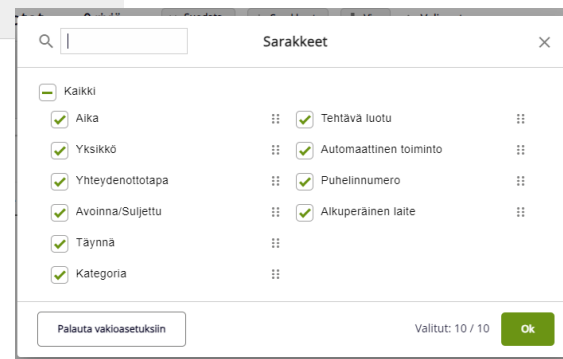 Sarakkeet
Kaikki
Aika
Yksikkö
Yhteydenottotapa
Avoinna/Suljettu
Täynnä
Kategoria
Tehtävä luotu
Automaattinen toiminto
Puhelinnumero
Alkuperäinen laite
Palauta vakioasetuksiin
Valitut: 10 / 10
Ok